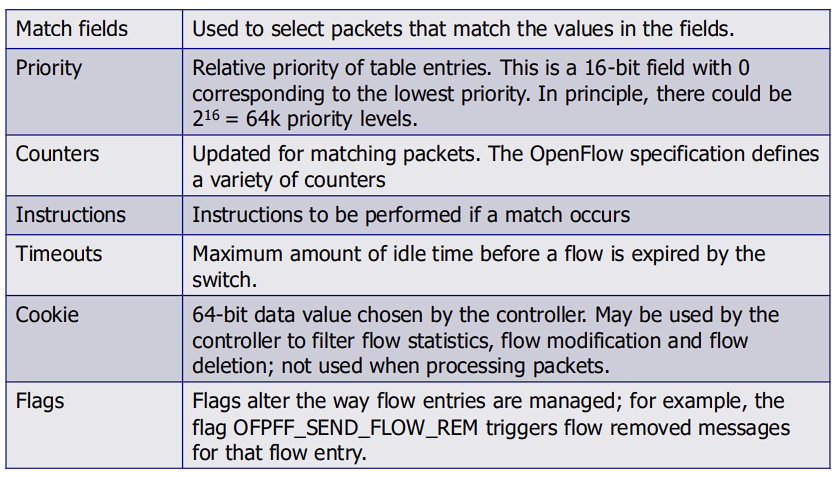 Match fields
Used to select packets that match the values in the fields.
Priority
Relative priority of table entries. This is a 16-bit field with 0
corresponding to the lowest priority. In principle, there could be
2¹⁶ = 64k priority levels.
Counters
Updated for matching packets. The OpenFlow specification defines
a variety of counters
Instructions
Instructions to be performed if a match occurs
Timeouts
Maximum amount of idle time before a flow is expired by the
switch.
Cookie
64-bit data value chosen by the controller. May be used by the
controller to filter flow statistics, flow modification and flow
deletion; not used when processing packets.
Flags
Flags alter the way flow entries are managed; for example, the
flag OFPFF_SEND_FLOW_REM triggers flow removed messages
for that flow entry.